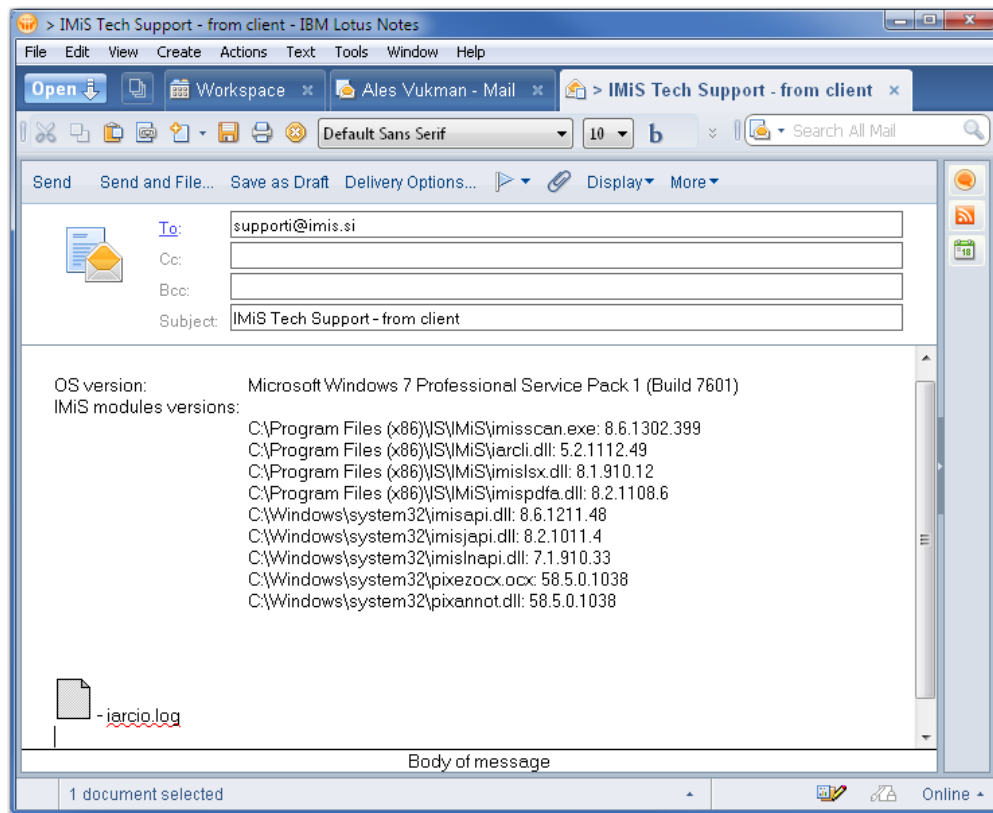 > IMiS Tech Support - from client - IBM Lotus Notes
File Edit View Create Actions Text Tools Window Help
Open Workspace Ales Vukman - Mail > IMiS Tech Support - from client
Default Sans Serif 10 b Search All Mail
Send Send and File... Save as Draft Delivery Options... Display More
To: supporti@imis.si
Cc:
Bcc:
Subject: IMiS Tech Support - from client
18
OS version: Microsoft Windows 7 Professional Service Pack 1 (Build 7601)
IMiS modules versions:
C:\Program Files (x86)\IS\IMiS\imisscan.exe: 8.6.1302.399
C:\Program Files (x86)\IS\IMiS\iarcli.dll: 5.2.1112.49
C:\Program Files (x86)\IS\IMiS\imislsx.dll: 8.1.910.12
C:\Program Files (x86)\IS\IMiS\imispdfa.dll: 8.2.1108.6
C:\Windows\system32\imisapi.dll: 8.6.1211.48
C:\Windows\system32\imisjapi.dll: 8.2.1011.4
C:\Windows\system32\imislnapi.dll: 7.1.910.33
C:\Windows\system32\pixezocx.ocx: 58.5.0.1038
C:\Windows\system32\pixannot.dll: 58.5.0.1038
- iarcio.log
Body of message
1 document selected Online